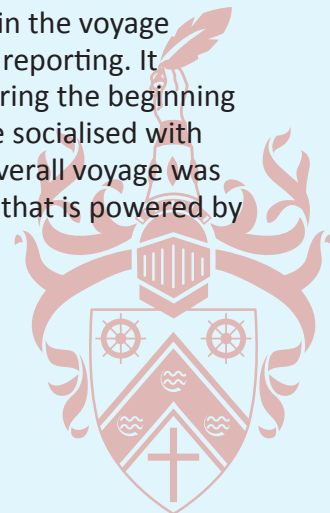 in the voyage
reporting. It
ring the beginning
e socialised with
verall voyage was
that is powered by